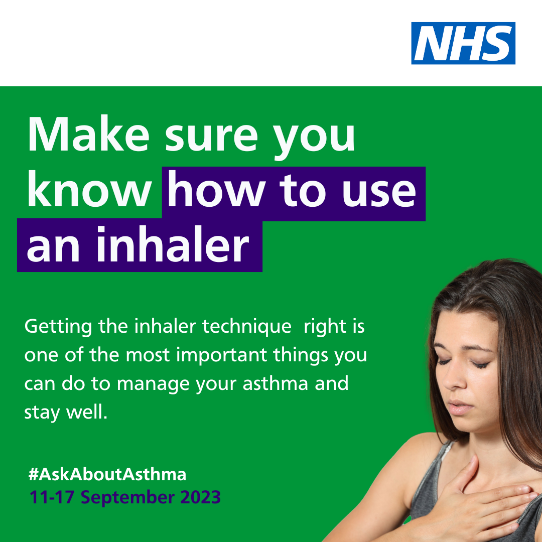 NHS
Make sure you
know how to use
an inhaler
Getting the inhaler technique  right is
one of the most important things you
can do to manage your asthma and
stay well.
#AskAboutAsthma
11-17 September 2023